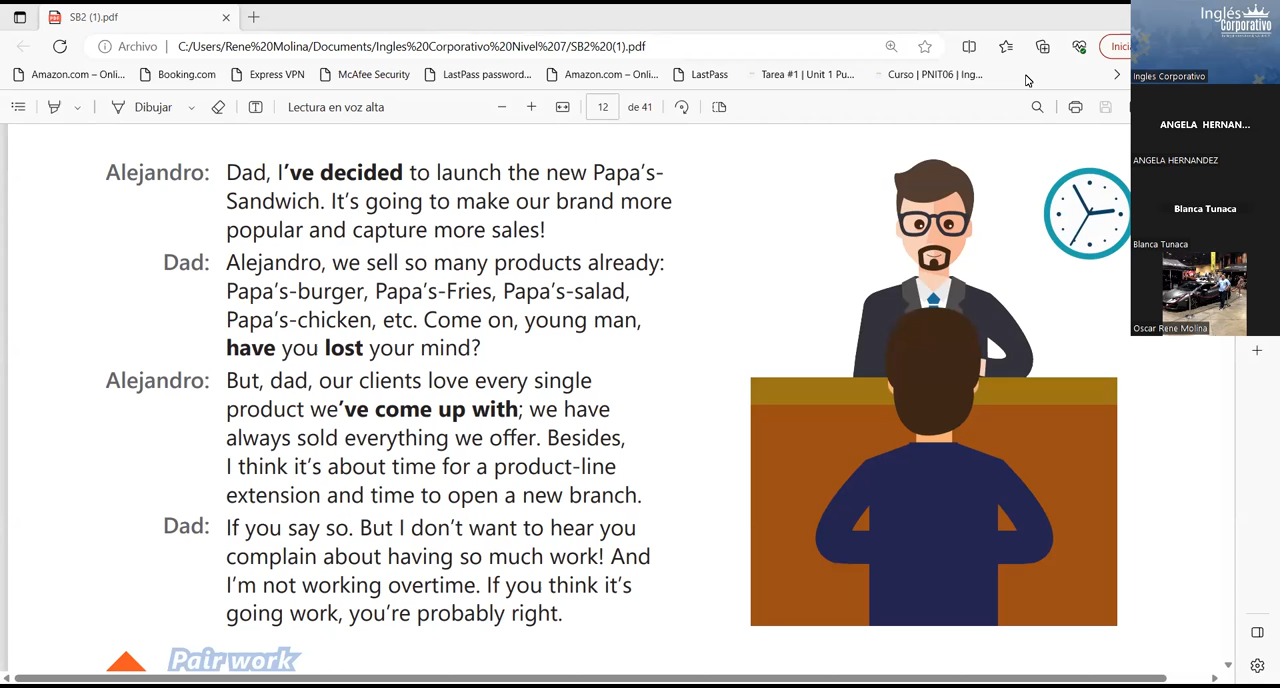 SB2 (1).pdf
Inglés
Corporativo
Archivo
C:/Users/Rene%20Molina/Documents/Ingles%20Corporativo%20Nivel%207/SB2%20(1).pdf
Inicia
Ingles Corporativo
Amazon.com – Onli...
Booking.com
Express VPN
McAfee Security
LastPass password...
Amazon.com – Onli...
LastPass
Tarea #1 | Unit 1 Pu...
Curso | PNIT06 | Ing...
Dibujar
Lectura en voz alta
12
de 41
ANGELA HERNAN...
ANGELA HERNANDEZ
Blanca Tunaca
Blanca Tunaca
Oscar Rene Molina
Alejandro: Dad, I've decided to launch the new Papa's-
Sandwich. It's going to make our brand more
popular and capture more sales!
Dad: Alejandro, we sell so many products already:
Papa's-burger, Papa's-Fries, Papa's-salad,
Papa's-chicken, etc. Come on, young man,
have you lost your mind?
Alejandro: But, dad, our clients love every single
product we've come up with; we have
always sold everything we offer. Besides,
I think it's about time for a product-line
extension and time to open a new branch.
Dad: If you say so. But I don't want to hear you
complain about having so much work! And
I'm not working overtime. If you think it's
going work, you're probably right.
Pair work